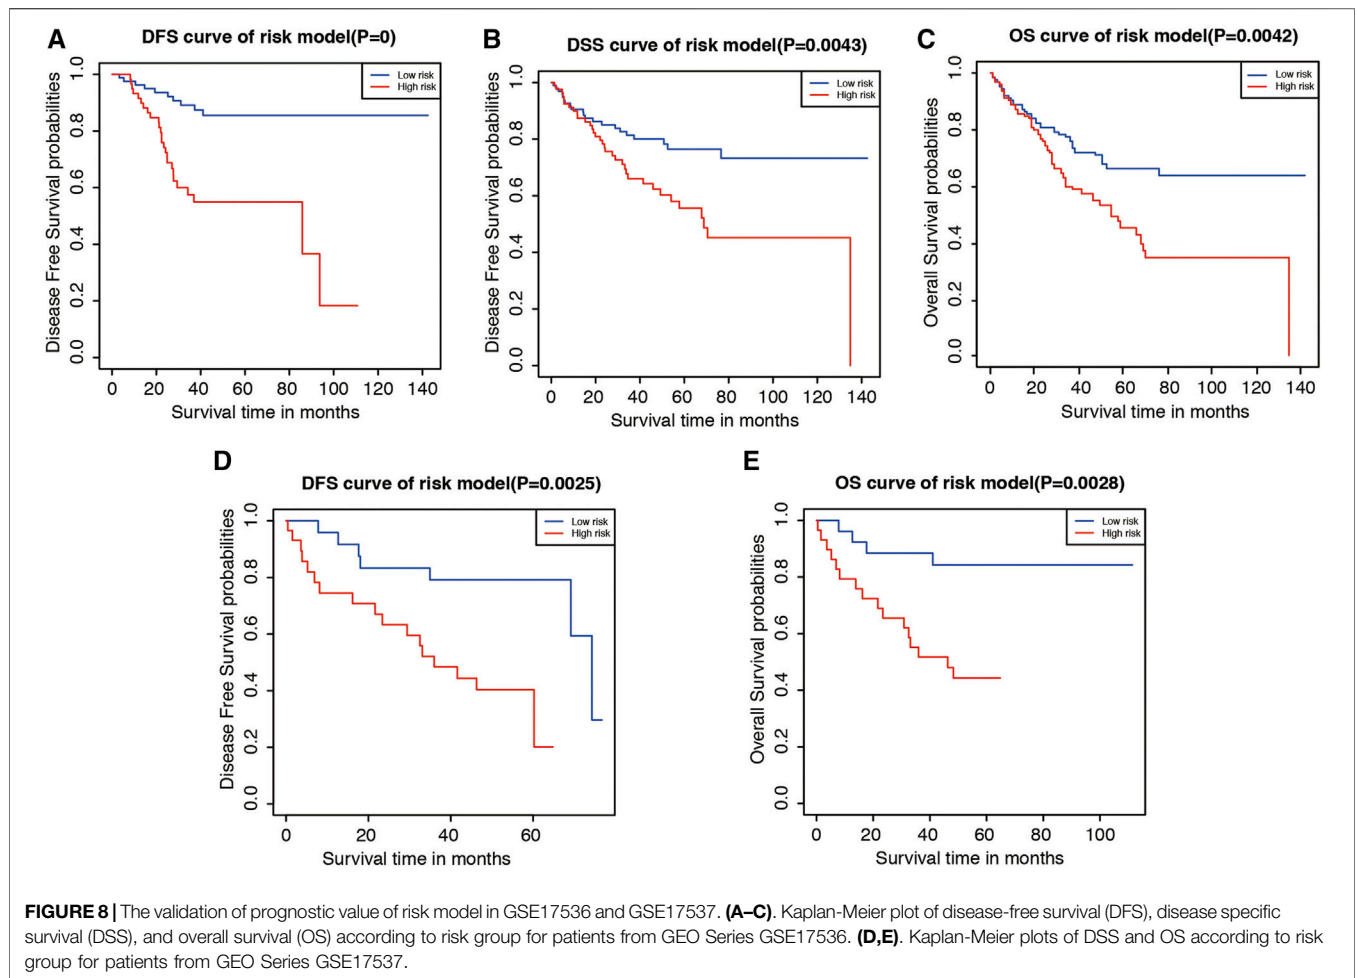 A
DFS curve of risk model(P=0)
Disease Free Survival probabilities
1.0
0.8
0.6
0.4
0.2
0.0
Low risk
High risk
0 20 40 60 80 100 120 140
Survival time in months
B
DSS curve of risk model(P=0.0043)
Disease Free Survival probabilities
1.0
0.8
0.6
0.4
0.2
0.0
Low risk
High risk
0 20 40 60 80 100 120 140
Survival time in months
C
OS curve of risk model(P=0.0042)
Overall Survival probabilities
1.0
0.8
0.6
0.4
0.2
0.0
Low risk
High risk
0 20 40 60 80 100 120 140
Survival time in months
D
DFS curve of risk model(P=0.0025)
Disease Free Survival probabilities
1.0
0.8
0.6
0.4
0.2
0.0
Low risk
High risk
0 20 40 60
Survival time in months
E
OS curve of risk model(P=0.0028)
Overall Survival probabilities
1.0
0.8
0.6
0.4
0.2
0.0
Low risk
High risk
0 20 40 60 80 100
Survival time in months
FIGURE 8 | The validation of prognostic value of risk model in GSE17536 and GSE17537. (A–C). Kaplan-Meier plot of disease-free survival (DFS), disease specific
survival (DSS), and overall survival (OS) according to risk group for patients from GEO Series GSE17536. (D,E). Kaplan-Meier plots of DSS and OS according to risk
group for patients from GEO Series GSE17537.